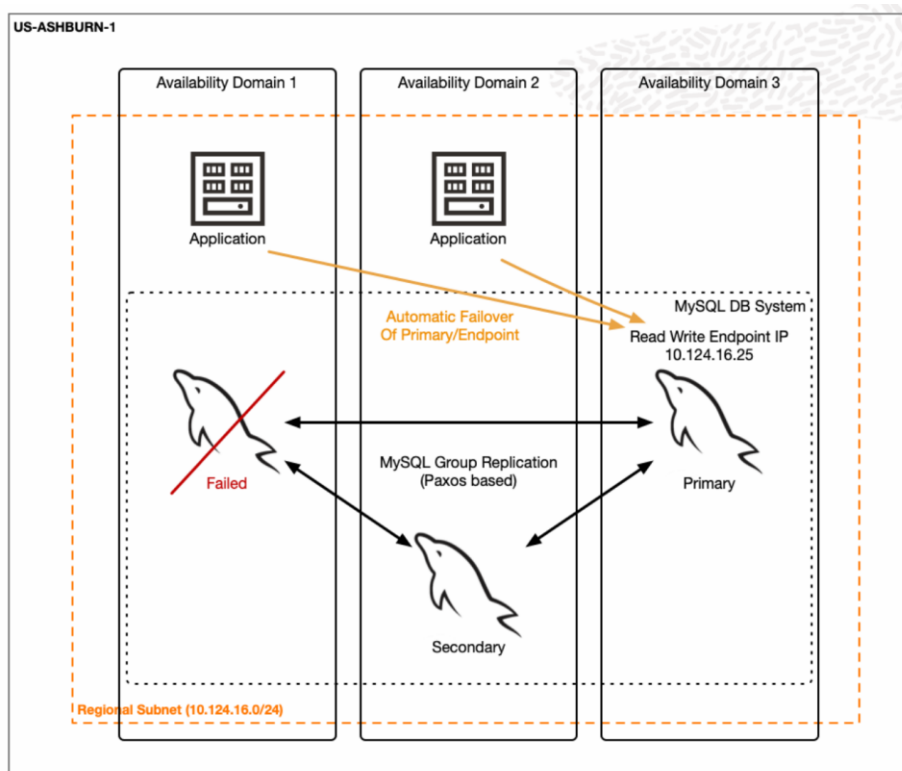 US-ASHBURN-1
Availability Domain 1
Availability Domain 2
Availability Domain 3
Application
Application
MySQL DB System
Automatic Failover
Of Primary/Endpoint
Read Write Endpoint IP
10.124.16.25
MySQL Group Replication
(Paxos based)
Failed
Primary
Secondary
Regional Subnet (10.124.16.0/24)